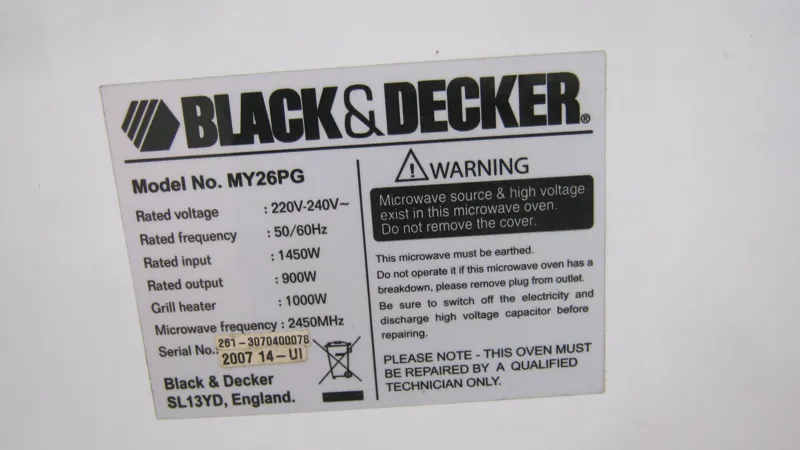 BLACK&DECKER®
Model No. MY26PG
Rated voltage : 220V-240V~
Rated frequency : 50/60Hz
Rated input : 1450W
Rated output : 900W
Grill heater : 1000W
Microwave frequency : 2450MHz
Serial No.: 261-3070400078
2007 14-UI
Black & Decker
SL13YD, England.
WARNING
Microwave source & high voltage
exist in this microwave oven.
Do not remove the cover.
This microwave must be earthed.
Do not operate it if this microwave oven has a
breakdown, please remove plug from outlet.
Be sure to switch off the electricity and
discharge high voltage capacitor before
repairing.
PLEASE NOTE - THIS OVEN MUST
BE REPAIRED BY A QUALIFIED
TECHNICIAN ONLY.